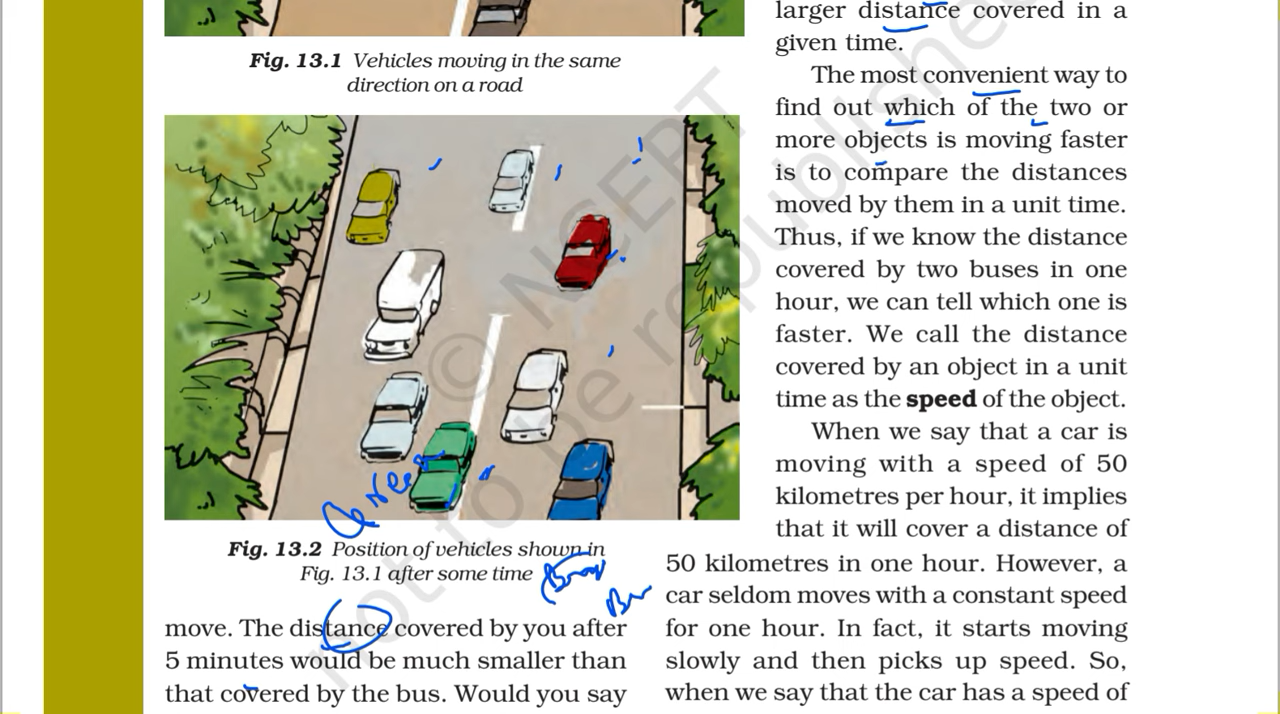 Fig. 13.1 Vehicles moving in the same
direction on a road
Fig. 13.2 Position of vehicles shown in
Fig. 13.1 after some time
move. The distance covered by you after
5 minutes would be much smaller than
that covered by the bus. Would you say
larger distance covered in a
given time.
The most convenient way to
find out which of the two or
more objects is moving faster
is to compare the distances
moved by them in a unit time.
Thus, if we know the distance
covered by two buses in one
hour, we can tell which one is
faster. We call the distance
covered by an object in a unit
time as the speed of the object.
When we say that a car is
moving with a speed of 50
kilometres per hour, it implies
that it will cover a distance of
50 kilometres in one hour. However, a
car seldom moves with a constant speed
for one hour. In fact, it starts moving
slowly and then picks up speed. So,
when we say that the car has a speed of
© NCERT
not to be republished